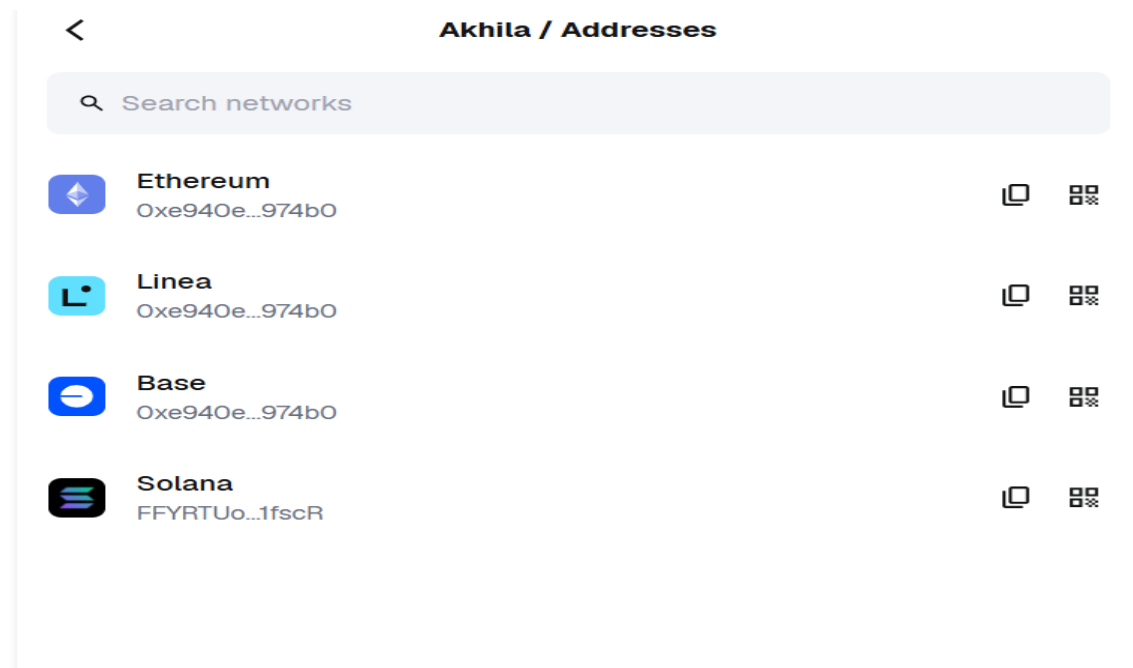 Akhila / Addresses
Search networks
Ethereum
0xe940e...974b0
Linea
0xe940e...974b0
Base
0xe940e...974b0
Solana
FFYRTUo...1fscR